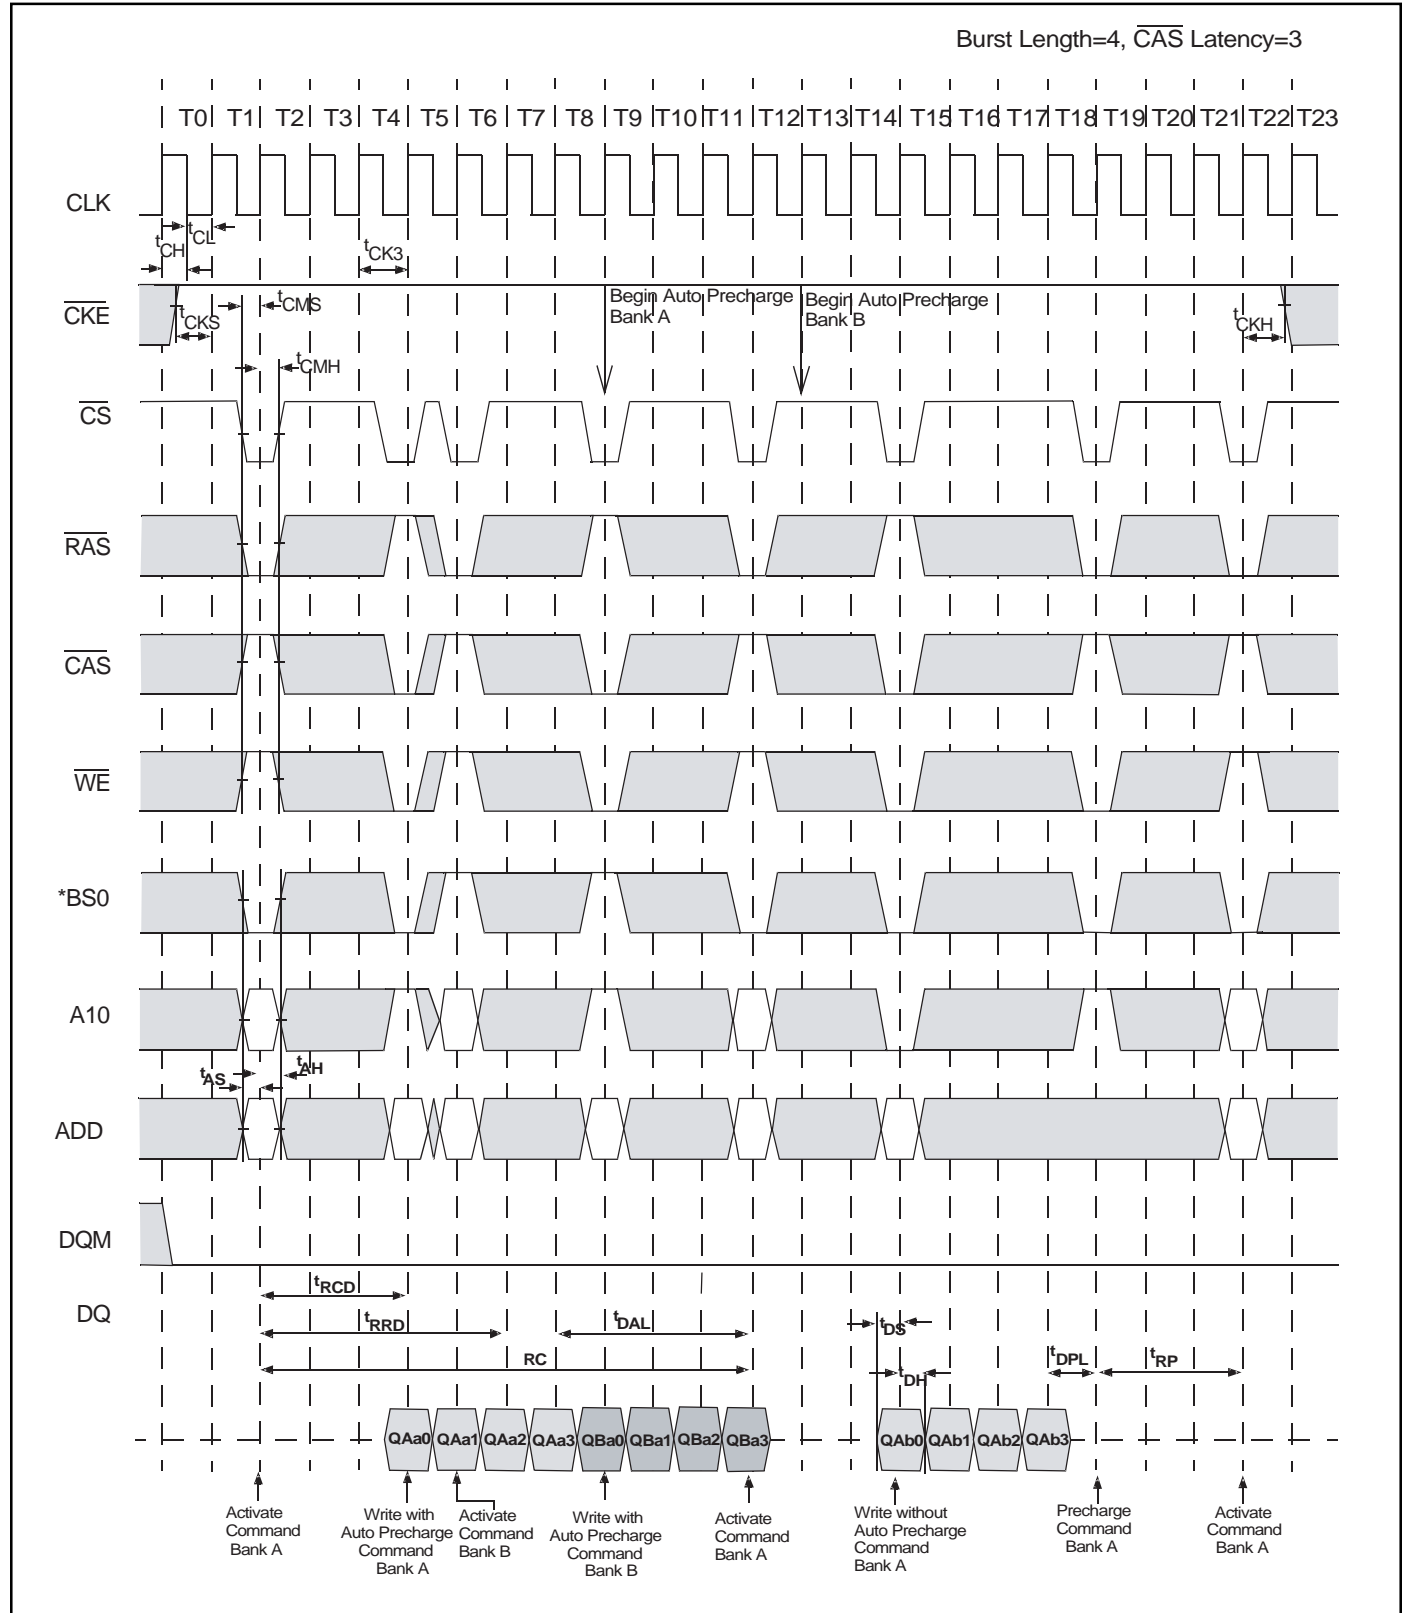 Burst Length=4, CAS Latency=3
T0 T1 T2 T3 T4 T5 T6 T7 T8 T9 T10 T11 T12 T13 T14 T15 T16 T17 T18 T19 T20 T21 T22 T23
CLK
tCH tCL tCK3
CKE
tCKS tCMS
tCMH
Begin Auto Precharge
Bank A
Begin Auto Precharge
Bank B
tCKH
CS
RAS
CAS
WE
*BS0
A10
tAS tAH
ADD
DQM
DQ
tRCD
tRRD
tDAL
RC
tDS
tDH
tDPL
tRP
QAa0 QAa1 QAa2 QAa3 QBa0 QBa1 QBa2 QBa3 QAb0 QAb1 QAb2 QAb3
Activate
Command
Bank A
Write with
Auto Precharge
Command
Bank A
Activate
Command
Bank B
Write with
Auto Precharge
Command
Bank B
Activate
Command
Bank A
Write without
Auto Precharge
Command
Bank A
Precharge
Command
Bank A
Activate
Command
Bank A